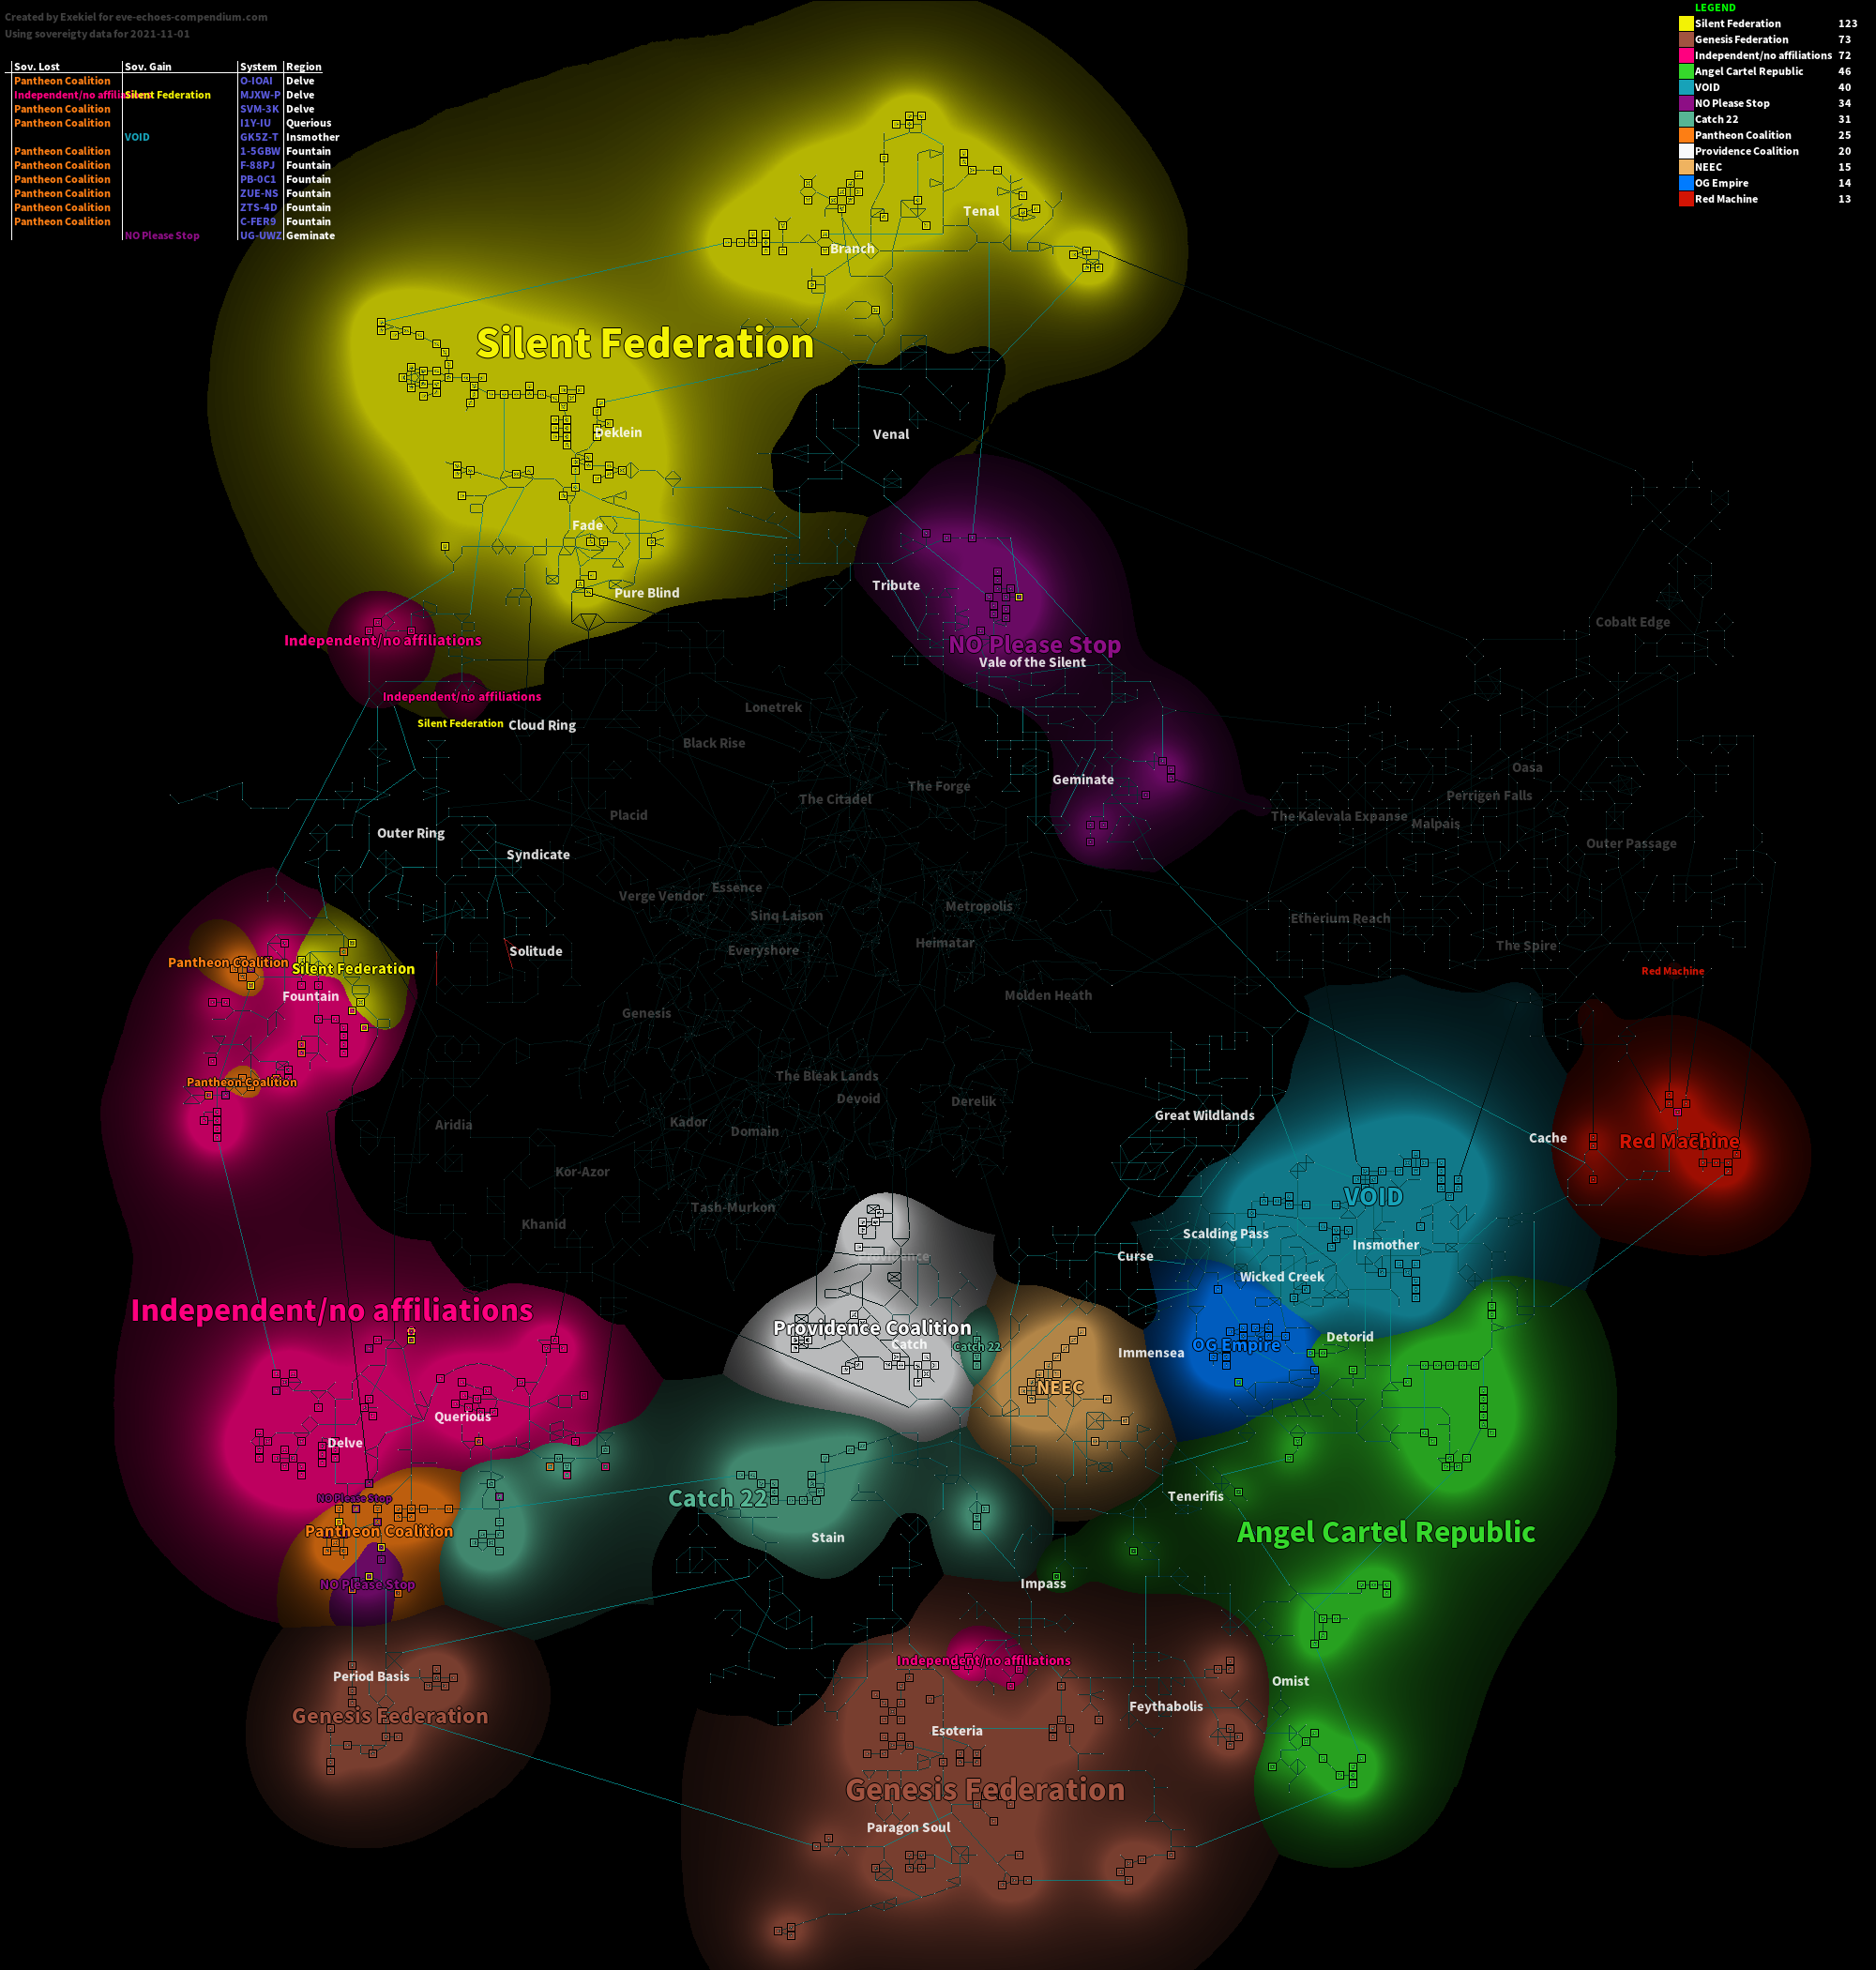 Created by Exekiel for eve-echoes-compendium.com
Using sovereigty data for 2021-11-01
Sov. Lost Sov. Gain System Region
Pantheon Coalition O-IOAI Delve
Independent/no affiliations Silent Federation MJXW-P Delve
Pantheon Coalition SVM-3K Delve
Pantheon Coalition I1Y-IU Querious
VOID GK5Z-T Insmother
Pantheon Coalition 1-5GBW Fountain
Pantheon Coalition F-88PJ Fountain
Pantheon Coalition PB-0C1 Fountain
Pantheon Coalition ZUE-NS Fountain
Pantheon Coalition ZTS-4D Fountain
Pantheon Coalition C-FER9 Fountain
NO Please Stop UG-UWZ Geminate
LEGEND
Silent Federation 123
Genesis Federation 73
Independent/no affiliations 72
Angel Cartel Republic 46
VOID 40
NO Please Stop 34
Catch 22 31
Pantheon Coalition 25
Providence Coalition 20
NEEC 15
OG Empire 14
Red Machine 13
Tenal
Branch
Silent Federation
Deklein
Venal
Fade
Tribute
Pure Blind
Cobalt Edge
Independent/no affiliations
NO Please Stop
Vale of the Silent
Independent/no affiliations
Lonetrek
Silent Federation
Cloud Ring
Black Rise
Oasa
Geminate
The Forge
Perrigen Falls
The Citadel
Placid
The Kalevala Expanse
Malpais
Outer Ring
Outer Passage
Syndicate
Essence
Verge Vendor
Metropolis
Sinq Laison
Etherium Reach
Heimatar
The Spire
Everyshore
Solitude
Pantheon Coalition
Silent Federation
Red Machine
Fountain
Molden Heath
Genesis
The Bleak Lands
Pantheon Coalition
Devoid
Derelik
Great Wildlands
Kador
Aridia
Domain
Cache
Red Machine
Kor-Azor
VOID
Tash-Murkon
Khanid
Scalding Pass
Insmother
Curse
Providence
Wicked Creek
Independent/no affiliations
Providence Coalition
Detorid
Catch
Catch 22
OG Empire
Immensea
NEEC
Querious
Delve
NO Please Stop
Catch 22
Tenerifis
Pantheon Coalition
Angel Cartel Republic
Stain
NO Please Stop
Impass
Independent/no affiliations
Period Basis
Omist
Feythabolis
Genesis Federation
Esoteria
Genesis Federation
Paragon Soul